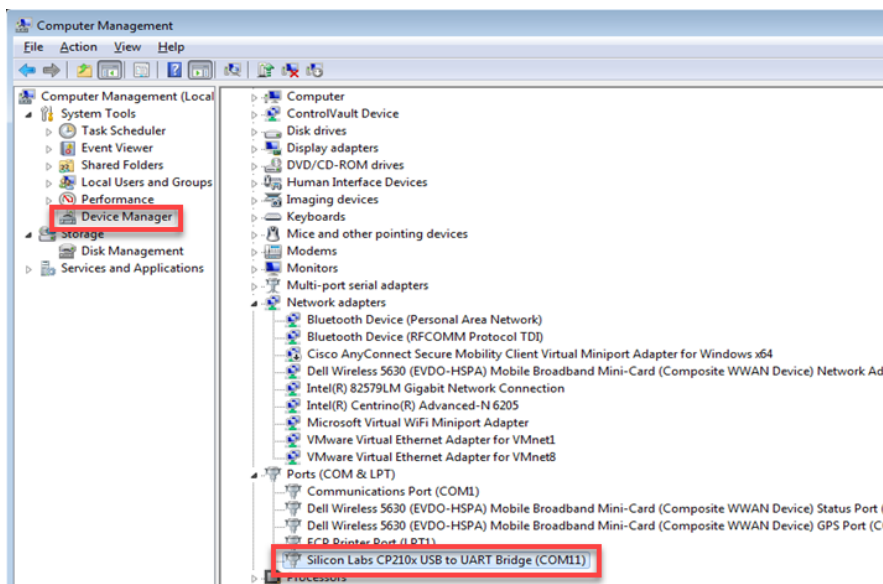 Computer Management
File Action View Help
Computer Management (Local
System Tools
Task Scheduler
Event Viewer
Shared Folders
Local Users and Groups
Performance
Device Manager
Storage
Disk Management
Services and Applications
Computer
ControlVault Device
Disk drives
Display adapters
DVD/CD-ROM drives
Human Interface Devices
Imaging devices
Keyboards
Mice and other pointing devices
Modems
Monitors
Multi-port serial adapters
Network adapters
Bluetooth Device (Personal Area Network)
Bluetooth Device (RFCOMM Protocol TDI)
Cisco AnyConnect Secure Mobility Client Virtual Miniport Adapter for Windows x64
Dell Wireless 5630 (EVDO-HSPA) Mobile Broadband Mini-Card (Composite WWAN Device) Network Ad
Intel(R) 82579LM Gigabit Network Connection
Intel(R) Centrino(R) Advanced-N 6205
Microsoft Virtual WiFi Miniport Adapter
VMware Virtual Ethernet Adapter for VMnet1
VMware Virtual Ethernet Adapter for VMnet8
Ports (COM & LPT)
Communications Port (COM1)
Dell Wireless 5630 (EVDO-HSPA) Mobile Broadband Mini-Card (Composite WWAN Device) Status Port (
Dell Wireless 5630 (EVDO-HSPA) Mobile Broadband Mini-Card (Composite WWAN Device) GPS Port (C
ECP Printer Port (LPT1)
Silicon Labs CP210x USB to UART Bridge (COM11)
Processors